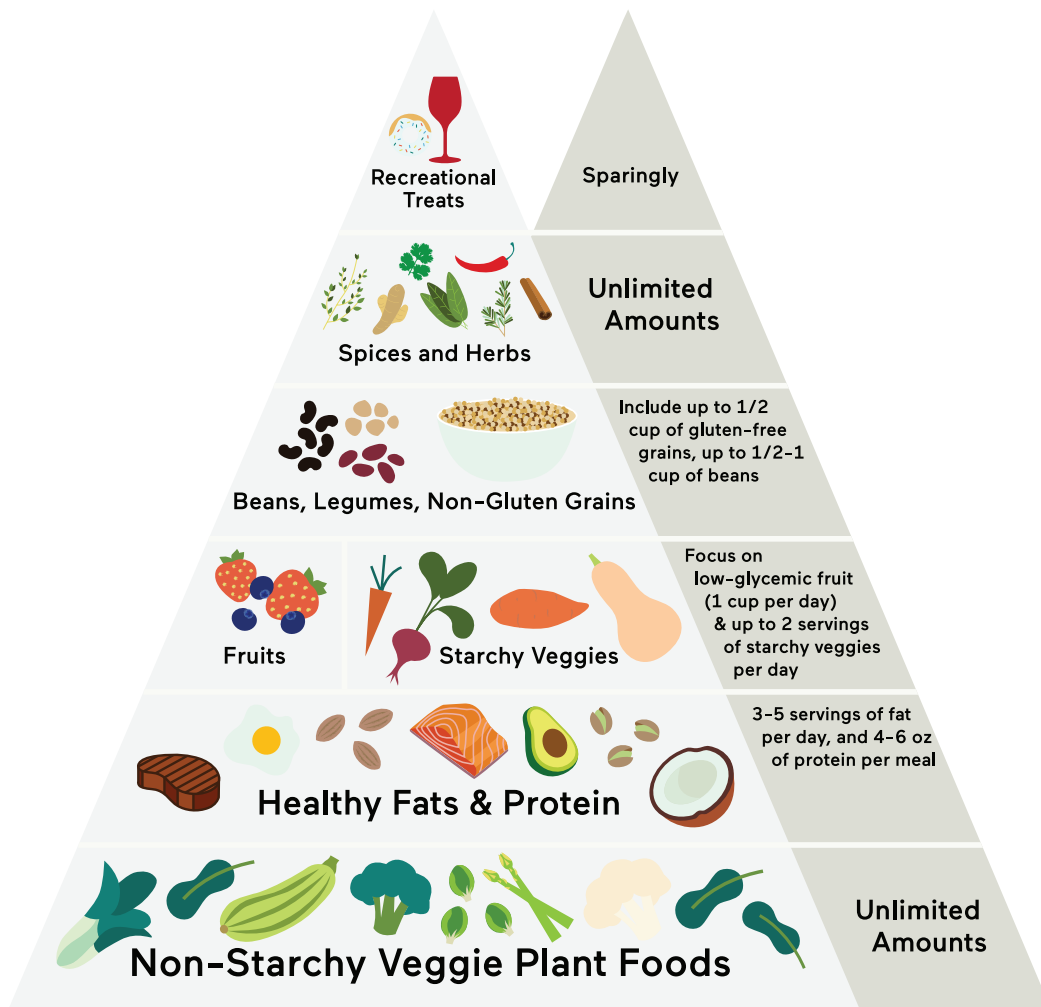 Recreational
Treats
Sparingly
Spices and Herbs
Unlimited
Amounts
Beans, Legumes, Non-Gluten Grains
Include up to 1/2
cup of gluten-free
grains, up to 1/2-1
cup of beans
Fruits
Starchy Veggies
Focus on
low-glycemic fruit
(1 cup per day)
& up to 2 servings
of starchy veggies
per day
Healthy Fats & Protein
3-5 servings of fat
per day, and 4-6 oz
of protein per meal
Non-Starchy Veggie Plant Foods
Unlimited
Amounts